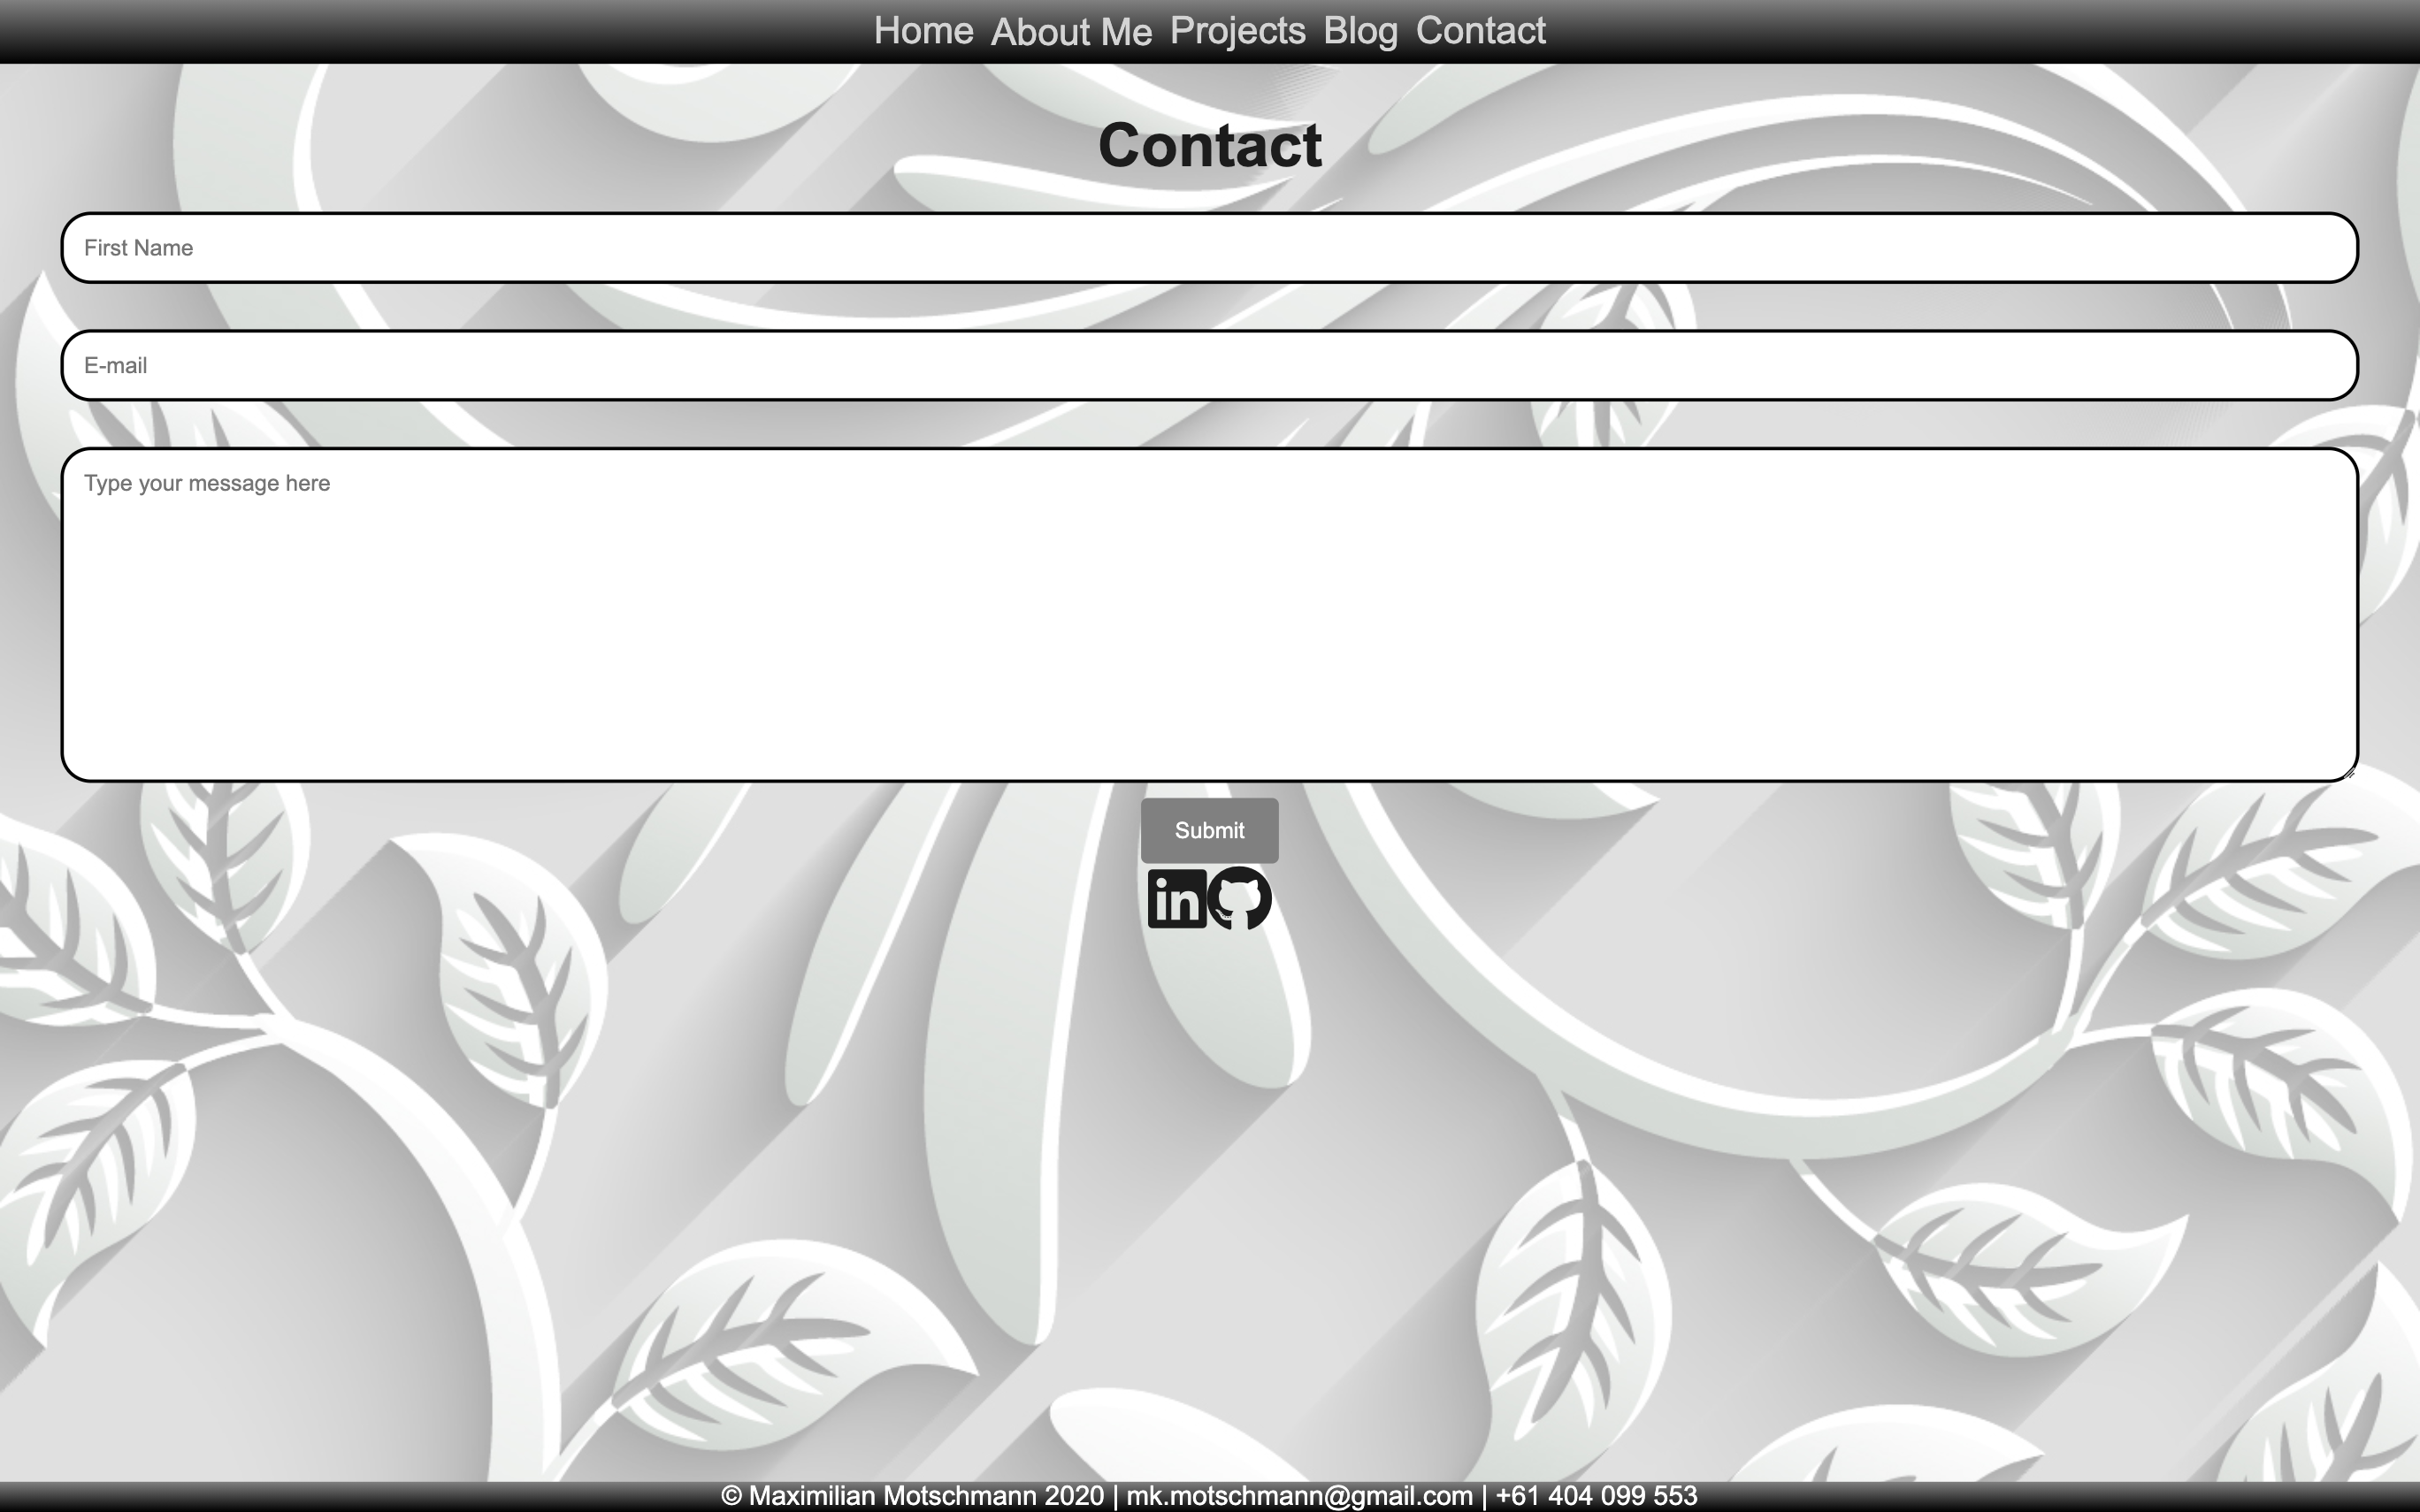 Home About Me Projects Blog Contact
Contact
First Name
E-mail
Type your message here
Submit
in
© Maximilian Motschmann 2020 | mk.motschmann@gmail.com | +61 404 099 553